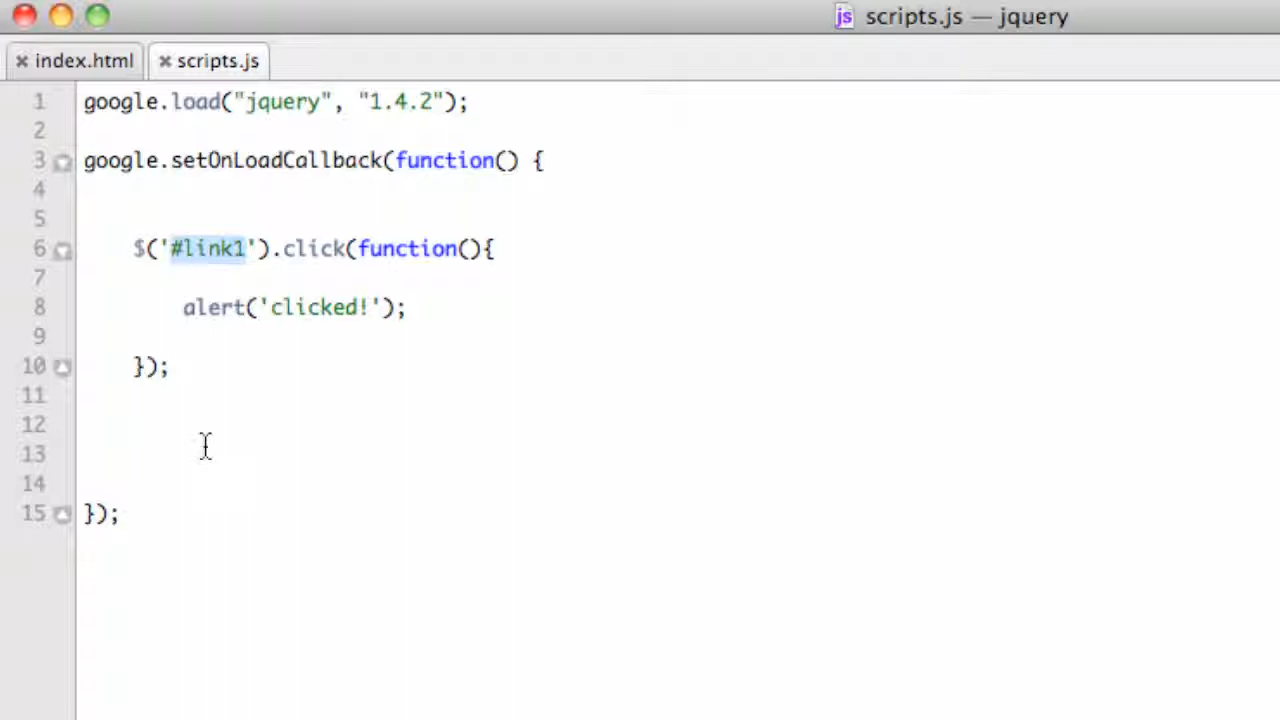 scripts.js — jquery
index.html scripts.js
1 google.load("jquery", "1.4.2");
2
3 google.setOnLoadCallback(function() {
4
5
6 $('#link1').click(function(){
7
8 alert('clicked!');
9
10 });
11
12
13
14
15 });